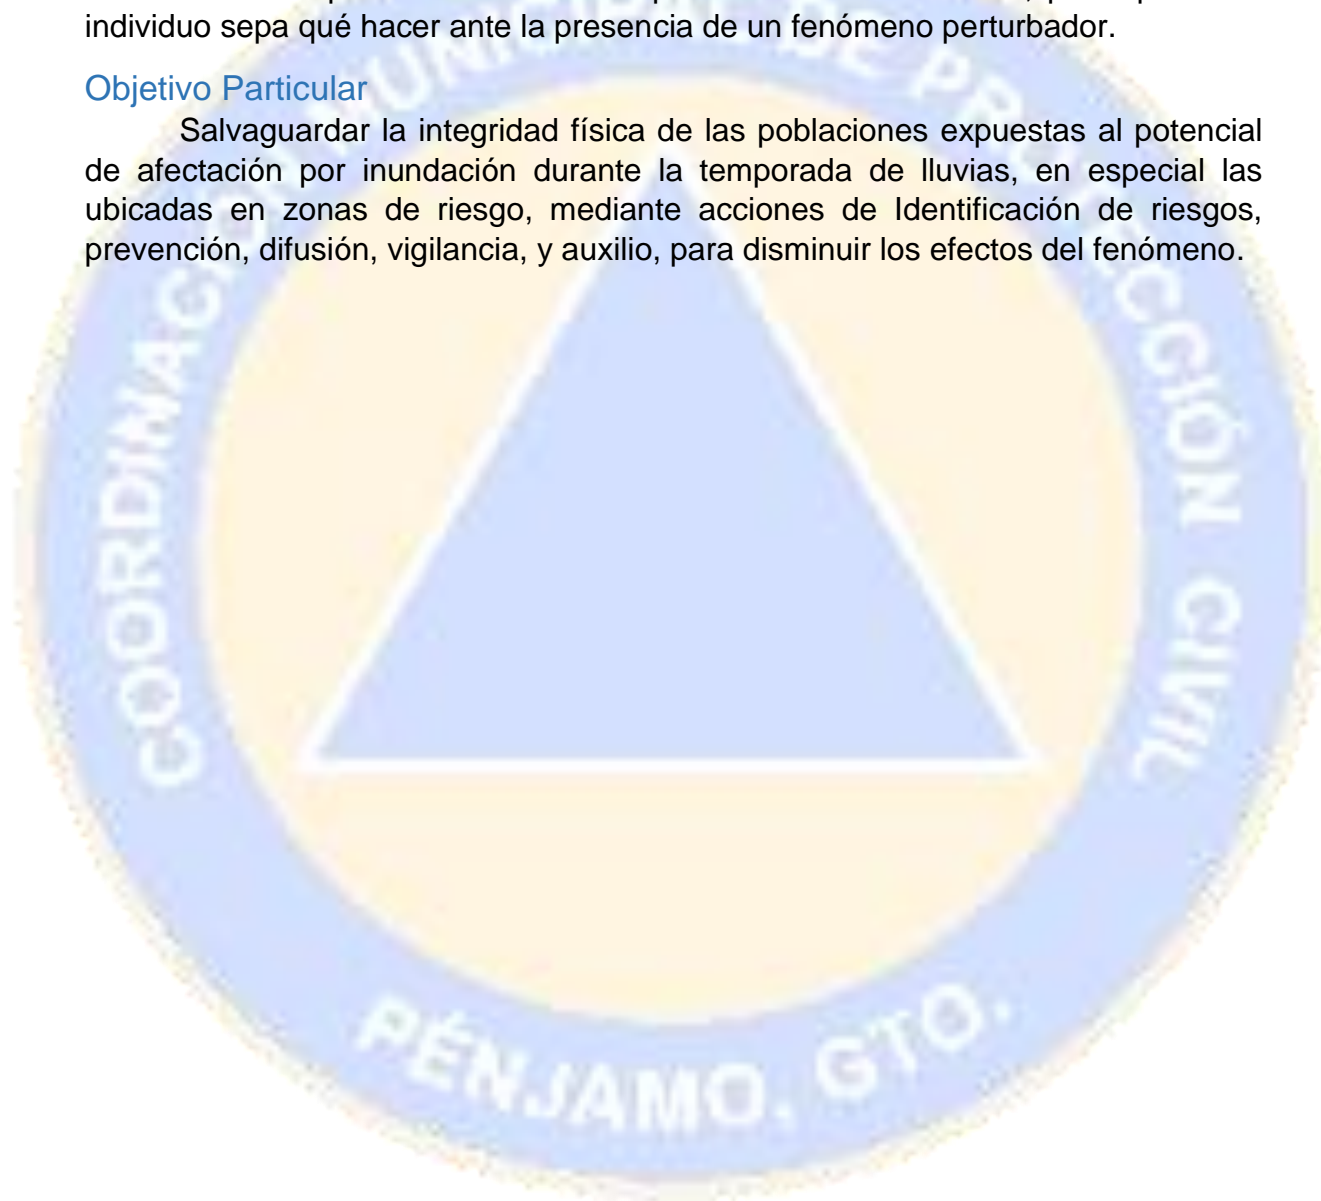 individuo sepa qué hacer ante la presencia de un fenómeno perturbador.
Objetivo Particular
Salvaguardar la integridad física de las poblaciones expuestas al potencial
de afectación por inundación durante la temporada de lluvias, en especial las
ubicadas en zonas de riesgo, mediante acciones de Identificación de riesgos,
prevención, difusión, vigilancia, y auxilio, para disminuir los efectos del fenómeno.
COORDINACIÓN MUNICIPAL DE PROTECCIÓN CIVIL
PÉNJAMO, GTO.